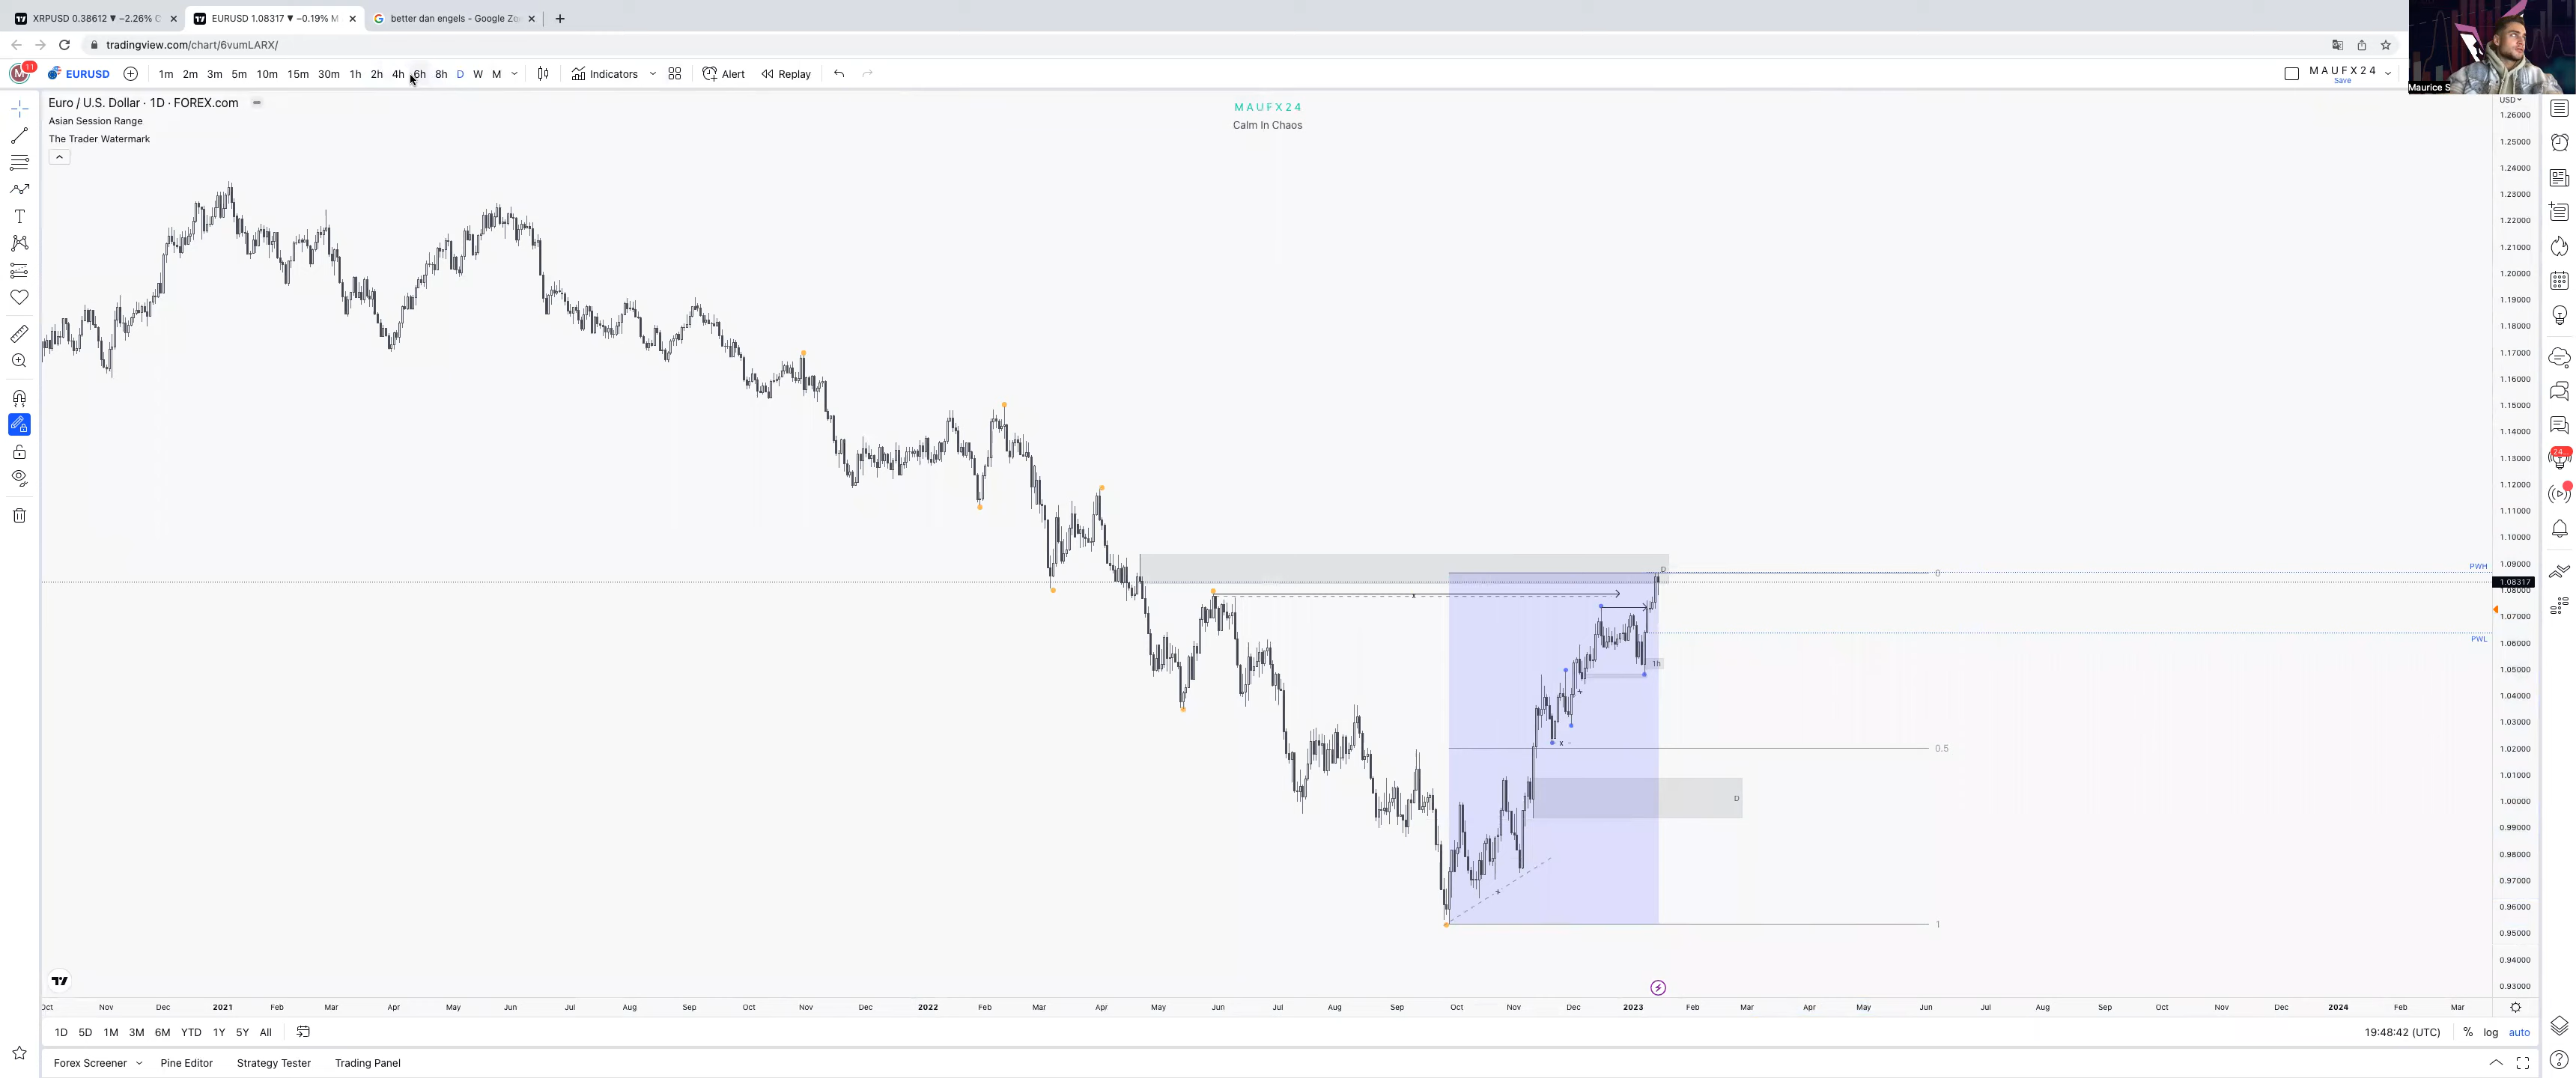 XRPUSD 0.38612 ▼ −2.26% C
EURUSD 1.08317 ▼ −0.19% M
better dan engels - Google Zo
tradingview.com/chart/6vumLARX/
M 11 EURUSD 1m 2m 3m 5m 10m 15m 30m 1h 2h 4h 6h 8h D W M Indicators Alert Replay MAUFX24
Save
Maurice S
Euro / U.S. Dollar · 1D · FOREX.com
Asian Session Range
The Trader Watermark
MAUFX24
Calm In Chaos
USD
1.26000
1.25000
1.24000
1.23000
1.22000
1.21000
1.20000
1.19000
1.18000
1.17000
1.16000
1.15000
1.14000
1.13000
1.12000
1.11000
1.10000
1.09000
1.08317
1.08000
1.07000
1.06000
1.05000
1.04000
1.03000
1.02000
1.01000
1.00000
0.99000
0.98000
0.97000
0.96000
0.95000
0.94000
0.93000
PWH
PWL
D
0
x
1h
x -
0.5
D
x
1
24...
Oct Nov Dec 2021 Feb Mar Apr May Jun Jul Aug Sep Oct Nov Dec 2022 Feb Mar Apr May Jun Jul Aug Sep Oct Nov Dec 2023 Feb Mar Apr May Jun Jul Aug Sep Oct Nov Dec 2024 Feb Mar
1D 5D 1M 3M 6M YTD 1Y 5Y All 19:48:42 (UTC) % log auto
Forex Screener Pine Editor Strategy Tester Trading Panel